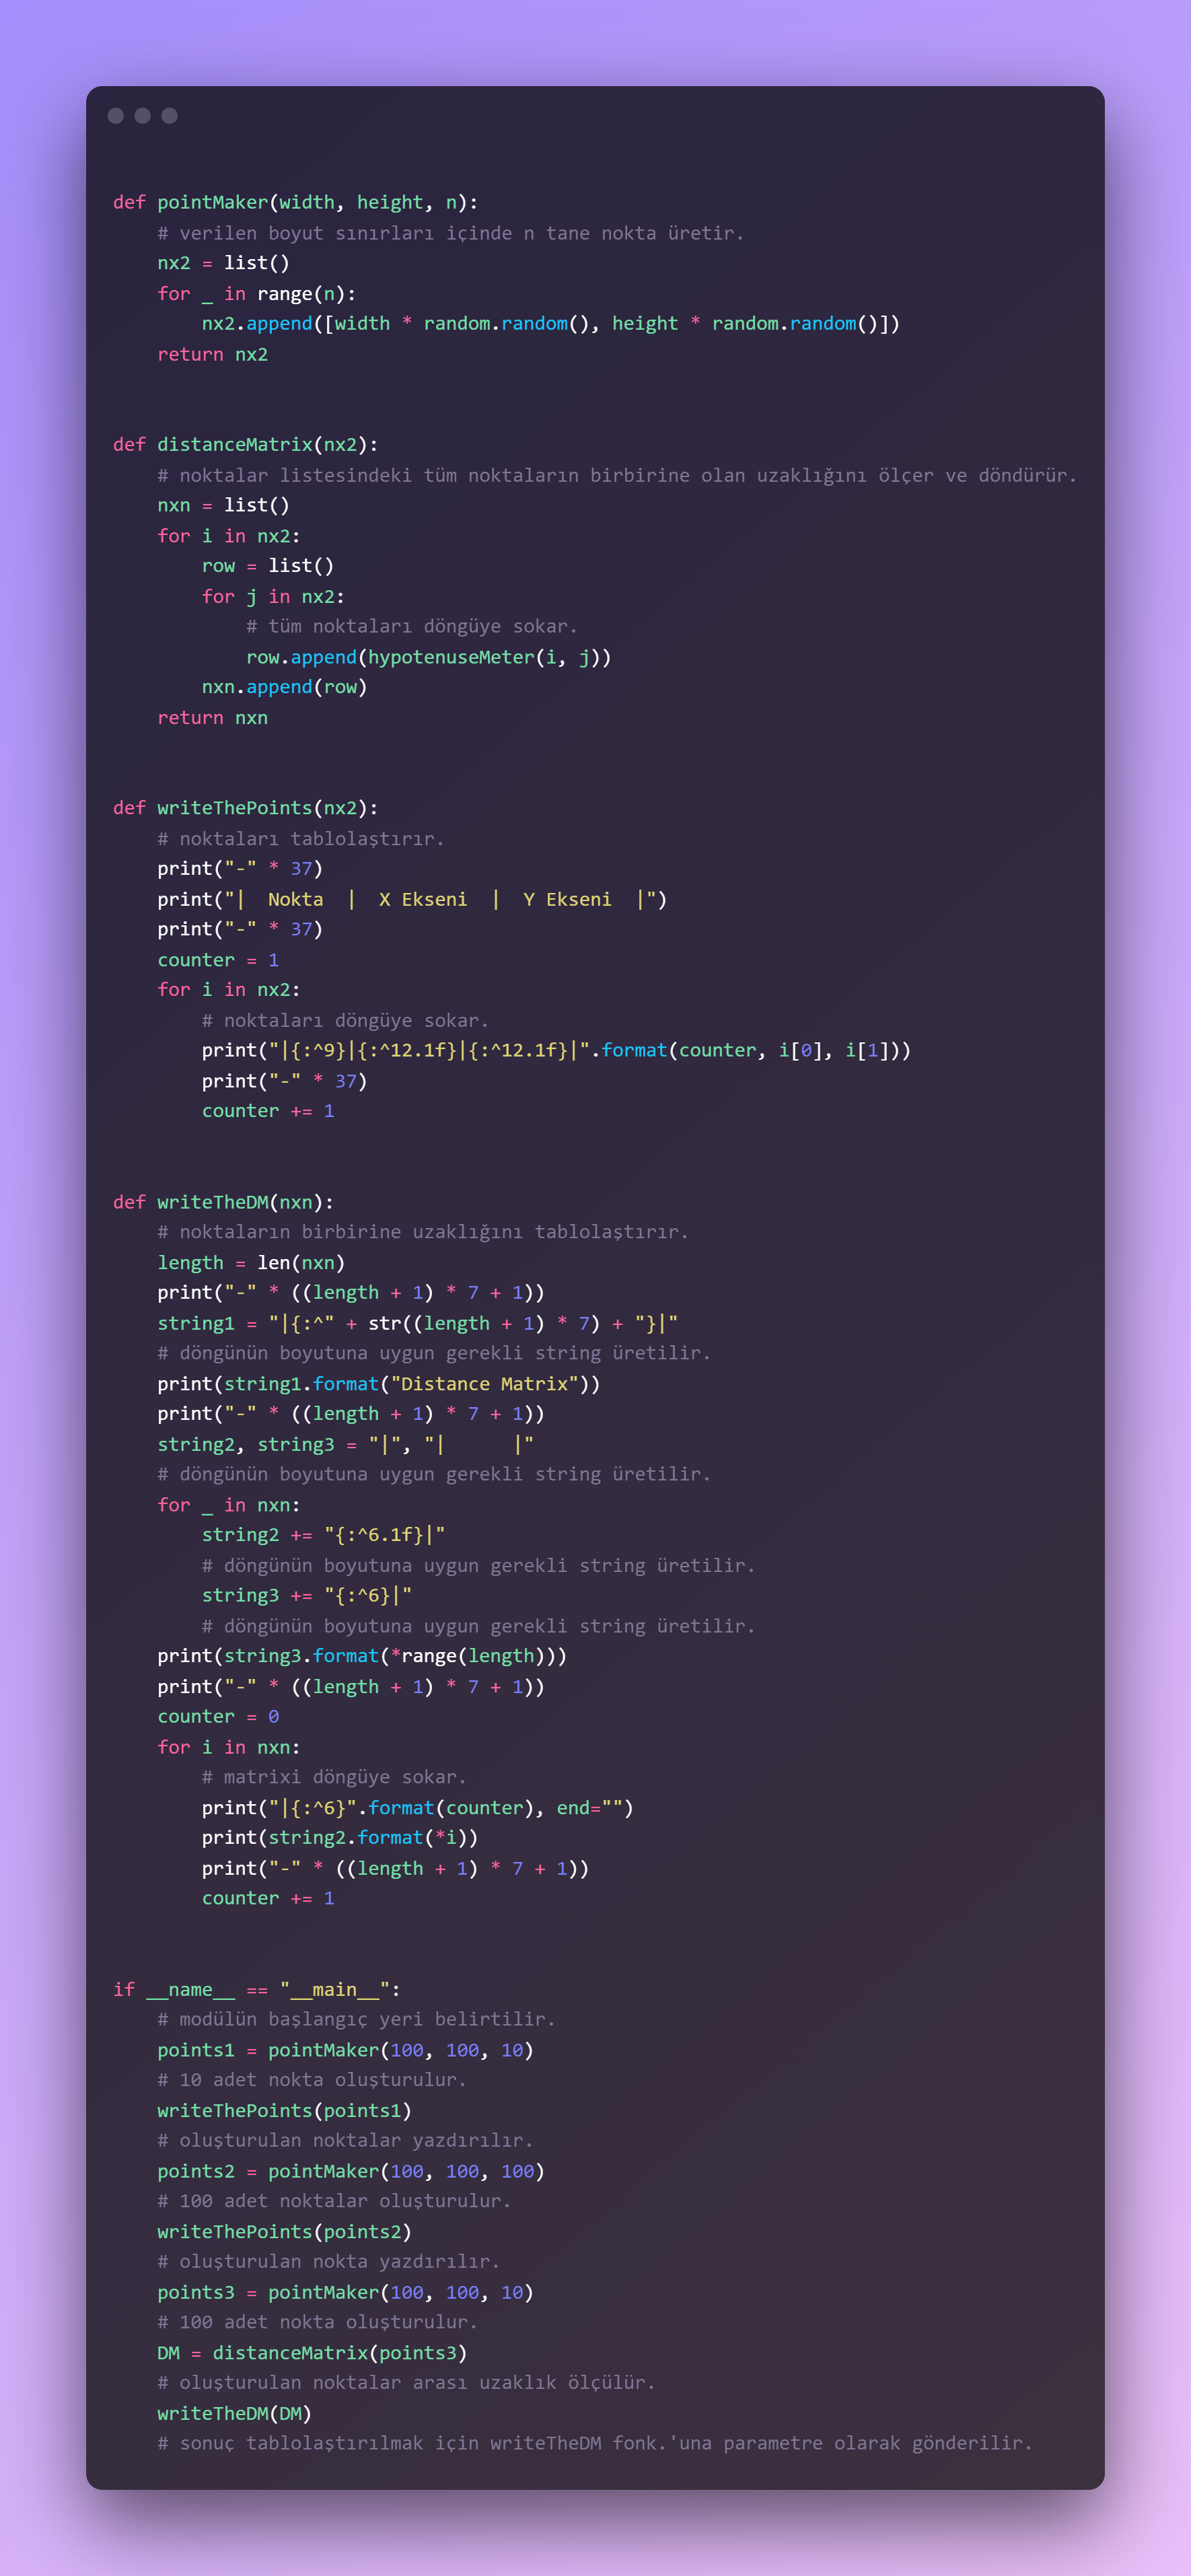 def pointMaker(width, height, n):
    # verilen boyut sınırları içinde n tane nokta üretir.
    nx2 = list()
    for _ in range(n):
        nx2.append([width * random.random(), height * random.random()])
    return nx2
def distanceMatrix(nx2):
    # noktalar listesindeki tüm noktaların birbirine olan uzaklığını ölçer ve döndürür.
    nxn = list()
    for i in nx2:
        row = list()
        for j in nx2:
            # tüm noktaları döngüye sokar.
            row.append(hypotenuseMeter(i, j))
        nxn.append(row)
    return nxn
def writeThePoints(nx2):
    # noktaları tablolaştırır.
    print("-" * 37)
    print("|  Nokta  |  X Ekseni  |  Y Ekseni  |")
    print("-" * 37)
    counter = 1
    for i in nx2:
        # noktaları döngüye sokar.
        print("|{:^9}|{:^12.1f}|{:^12.1f}|".format(counter, i[0], i[1]))
        print("-" * 37)
        counter += 1
def writeTheDM(nxn):
    # noktaların birbirine uzaklığını tablolaştırır.
    length = len(nxn)
    print("-" * ((length + 1) * 7 + 1))
    string1 = "|{:^" + str((length + 1) * 7) + "}|"
    # döngünün boyutuna uygun gerekli string üretilir.
    print(string1.format("Distance Matrix"))
    print("-" * ((length + 1) * 7 + 1))
    string2, string3 = "|", "|      |"
    # döngünün boyutuna uygun gerekli string üretilir.
    for _ in nxn:
        string2 += "{:^6.1f}|"
        # döngünün boyutuna uygun gerekli string üretilir.
        string3 += "{:^6}|"
        # döngünün boyutuna uygun gerekli string üretilir.
    print(string3.format(*range(length)))
    print("-" * ((length + 1) * 7 + 1))
    counter = 0
    for i in nxn:
        # matrixi döngüye sokar.
        print("|{:^6}".format(counter), end="")
        print(string2.format(*i))
        print("-" * ((length + 1) * 7 + 1))
        counter += 1
if __name__ == "__main__":
    # modülün başlangıç yeri belirtilir.
    points1 = pointMaker(100, 100, 10)
    # 10 adet nokta oluşturulur.
    writeThePoints(points1)
    # oluşturulan noktalar yazdırılır.
    points2 = pointMaker(100, 100, 100)
    # 100 adet noktalar oluşturulur.
    writeThePoints(points2)
    # oluşturulan nokta yazdırılır.
    points3 = pointMaker(100, 100, 10)
    # 100 adet nokta oluşturulur.
    DM = distanceMatrix(points3)
    # oluşturulan noktalar arası uzaklık ölçülür.
    writeTheDM(DM)
    # sonuç tablolaştırılmak için writeTheDM fonk.'una parametre olarak gönderilir.